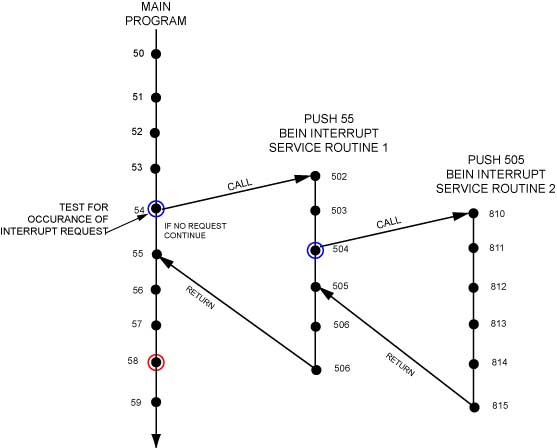 MAIN
PROGRAM
50
51
52
53
54
TEST FOR
OCCURANCE OF
INTERRUPT REQUEST
IF NO REQUEST
CONTINUE
55
56
57
58
59
CALL
RETURN
PUSH 55
BEIN INTERRUPT
SERVICE ROUTINE 1
502
503
504
505
506
506
CALL
RETURN
PUSH 505
BEIN INTERRUPT
SERVICE ROUTINE 2
810
811
812
813
814
815